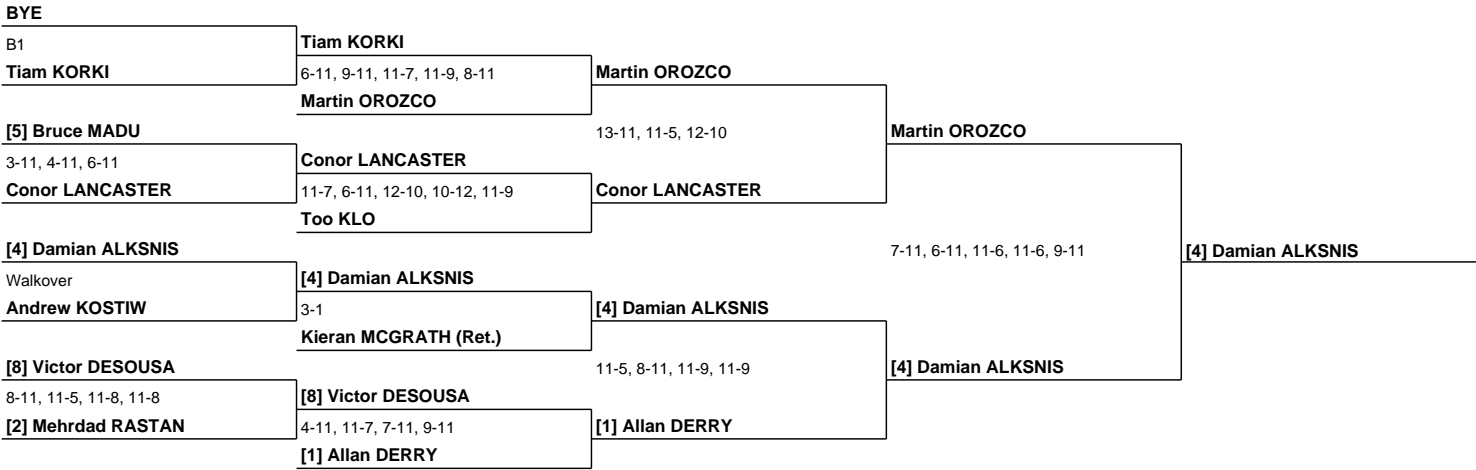 BYE
B1
Tiam KORKI
Tiam KORKI
6-11, 9-11, 11-7, 11-9, 8-11
Martin OROZCO
Martin OROZCO
[5] Bruce MADU
3-11, 4-11, 6-11
Conor LANCASTER
Conor LANCASTER
11-7, 6-11, 12-10, 10-12, 11-9
Too KLO
Conor LANCASTER
13-11, 11-5, 12-10
Martin OROZCO
[4] Damian ALKSNIS
Walkover
Andrew KOSTIW
[4] Damian ALKSNIS
3-1
Kieran MCGRATH (Ret.)
[4] Damian ALKSNIS
[8] Victor DESOUSA
8-11, 11-5, 11-8, 11-8
[2] Mehrdad RASTAN
[8] Victor DESOUSA
4-11, 11-7, 7-11, 9-11
[1] Allan DERRY
[1] Allan DERRY
11-5, 8-11, 11-9, 11-9
[4] Damian ALKSNIS
7-11, 6-11, 11-6, 11-6, 9-11
[4] Damian ALKSNIS